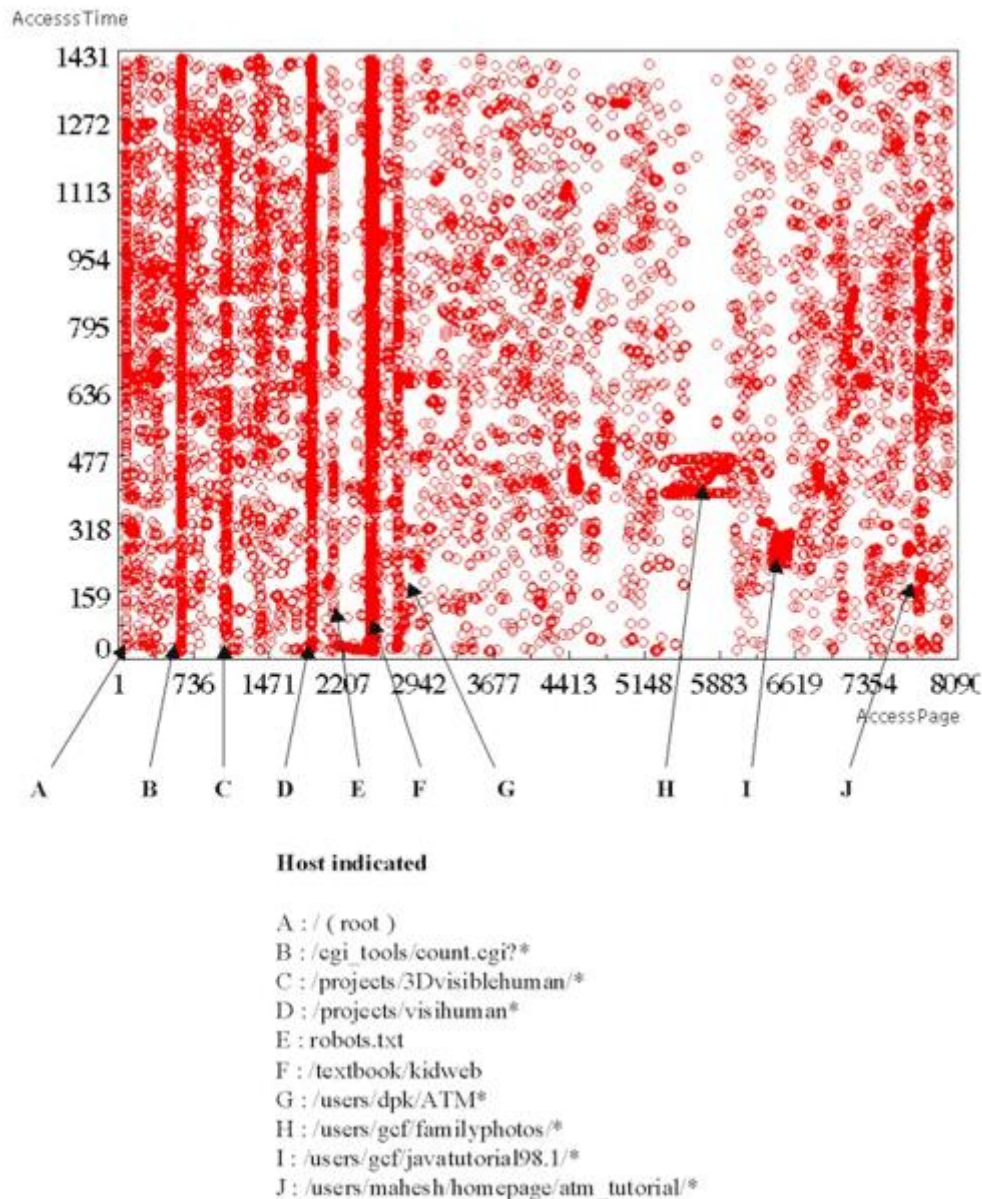 AccesssTime
1431
1272
1113
954
795
636
477
318
159
0
1 736 1471 2207 2942 3677 4413 5148 5883 6619 7354 8090
AccessPage
A B C D E F G H I J
Host indicated
A : / ( root )
B : /cgi_tools/count.cgi?*
C : /projects/3Dvisiblehuman/*
D : /projects/visihuman*
E : robots.txt
F : /textbook/kidweb
G : /users/dpk/ATM*
H : /users/gcf/familyphotos/*
I : /users/gcf/javatutorial98.1/*
J : /users/mahesh/homepage/atm_tutorial/*